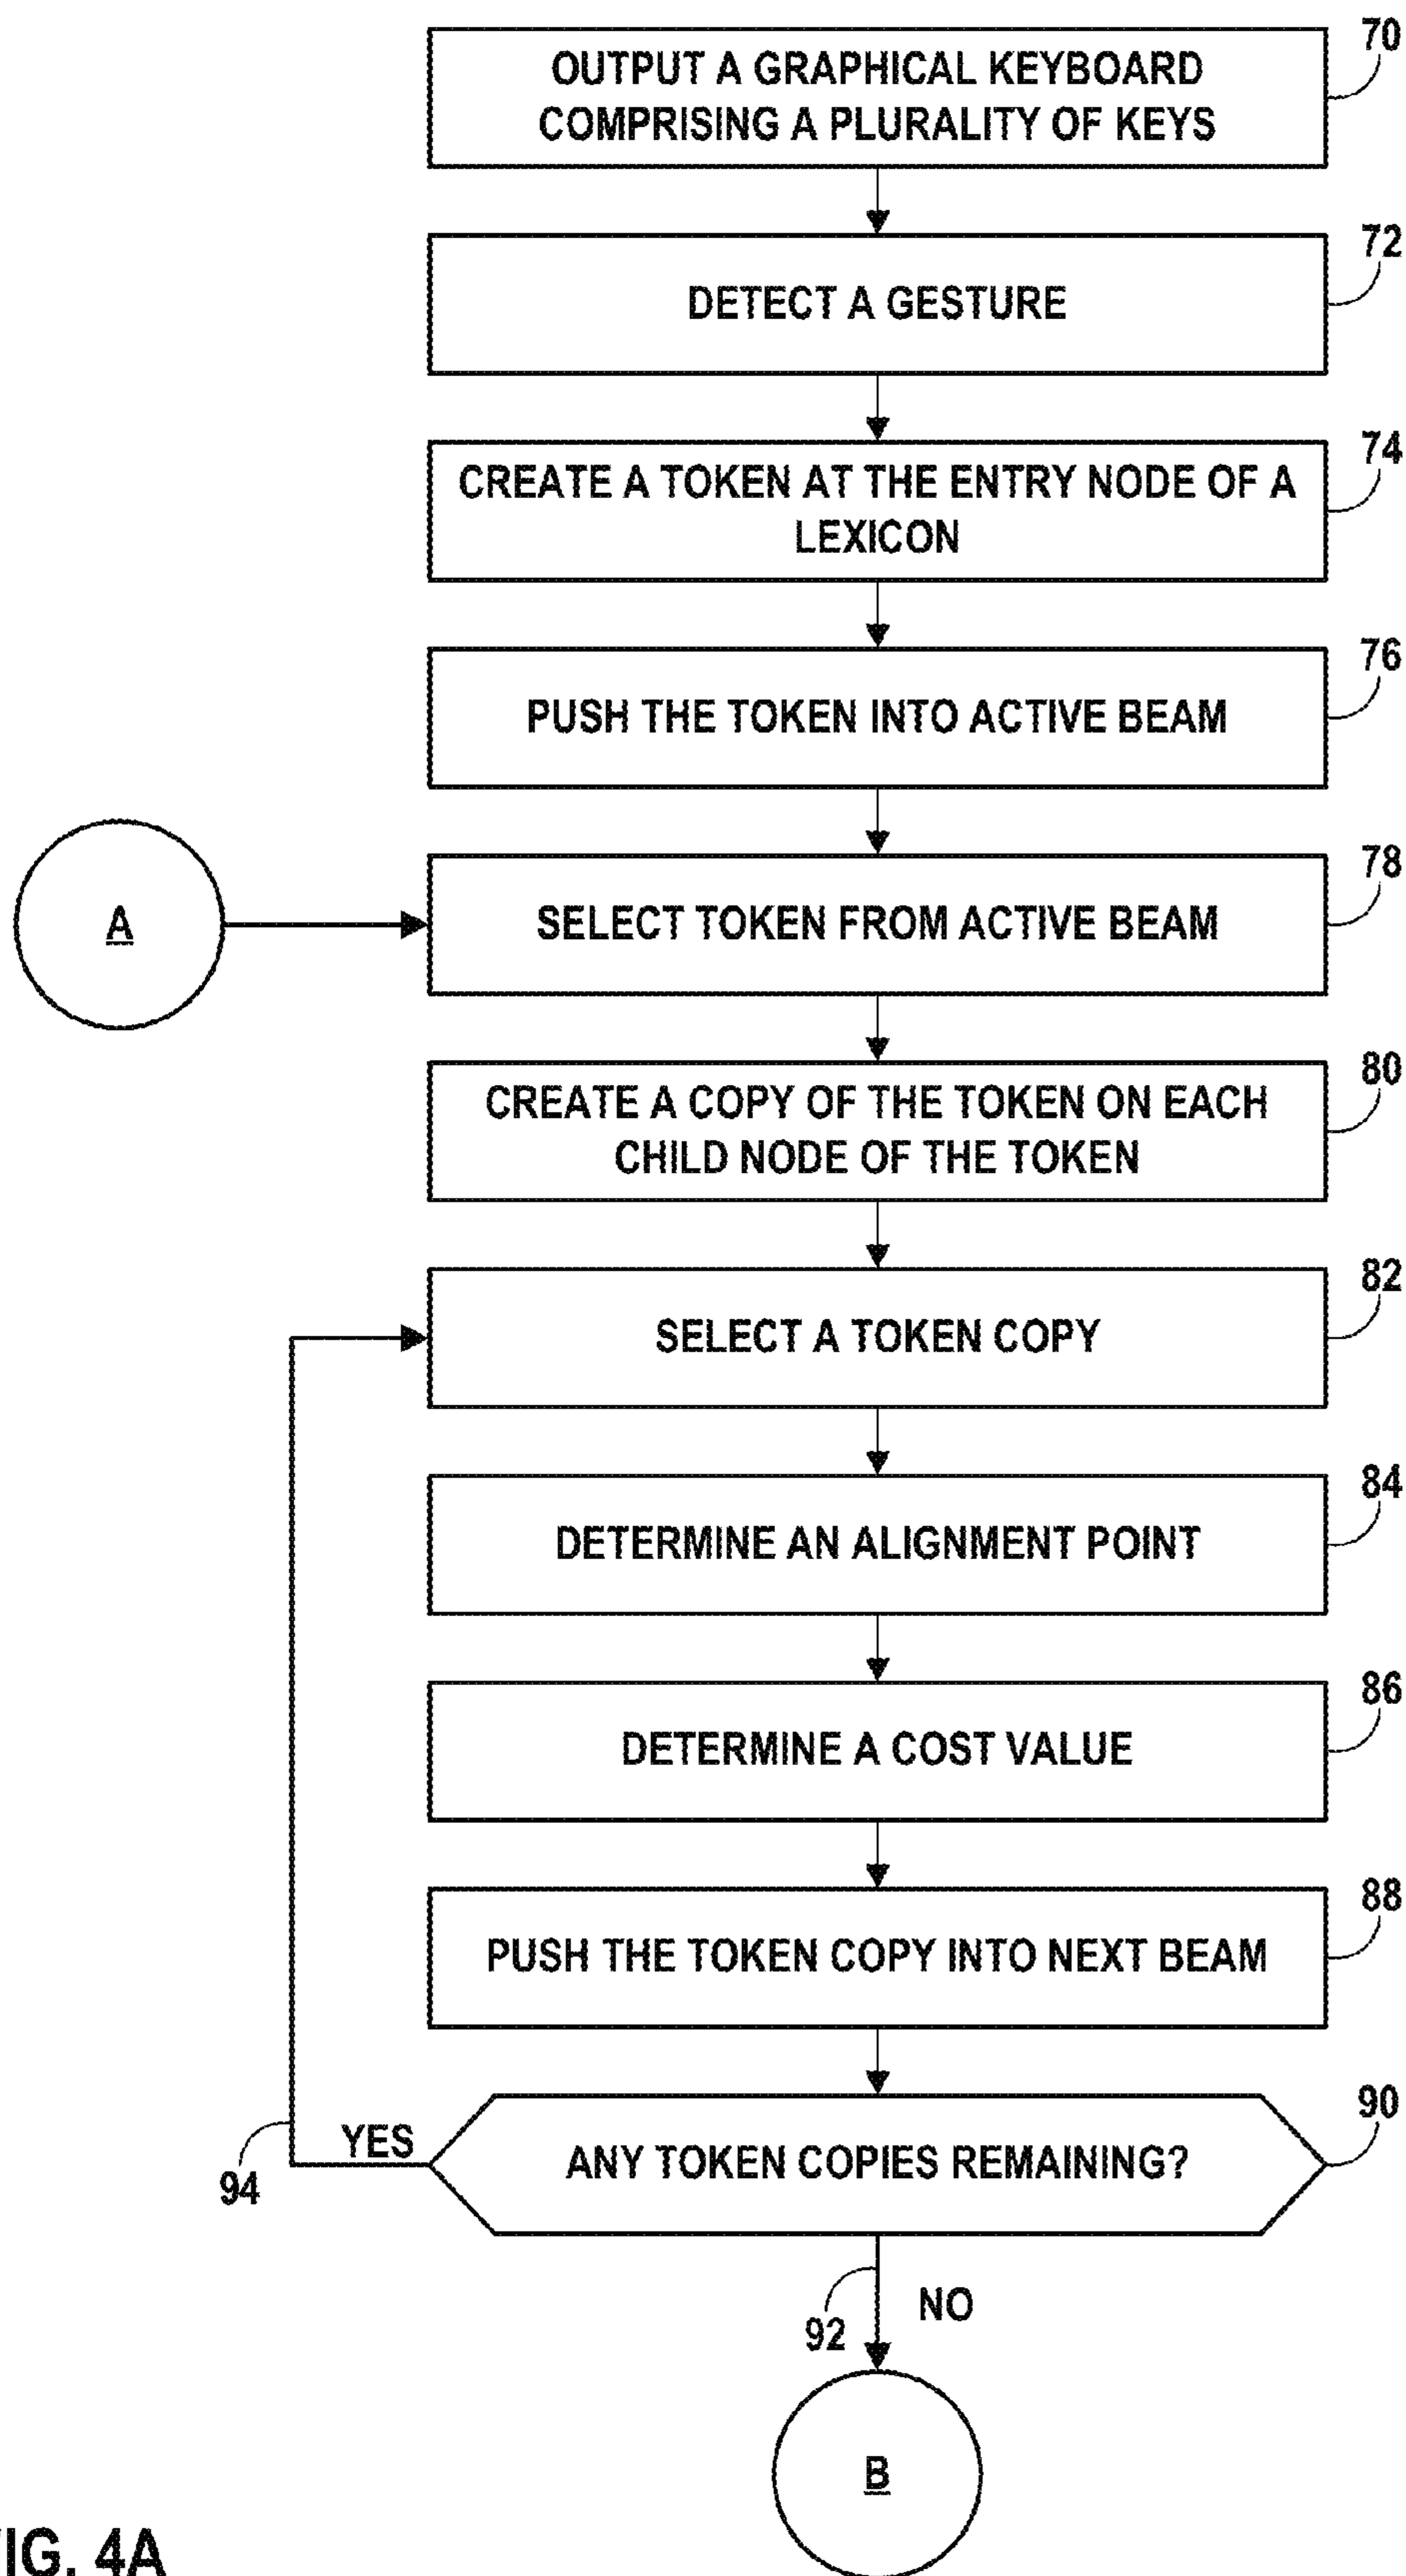 70
OUTPUT A GRAPHICAL KEYBOARD
COMPRISING A PLURALITY OF KEYS
72
DETECT A GESTURE
74
CREATE A TOKEN AT THE ENTRY NODE OF A
LEXICON
76
PUSH THE TOKEN INTO ACTIVE BEAM
78
A
SELECT TOKEN FROM ACTIVE BEAM
80
CREATE A COPY OF THE TOKEN ON EACH
CHILD NODE OF THE TOKEN
82
SELECT A TOKEN COPY
84
DETERMINE AN ALIGNMENT POINT
86
DETERMINE A COST VALUE
88
PUSH THE TOKEN COPY INTO NEXT BEAM
90
YES
ANY TOKEN COPIES REMAINING?
94
NO
92
B
IG. 4A